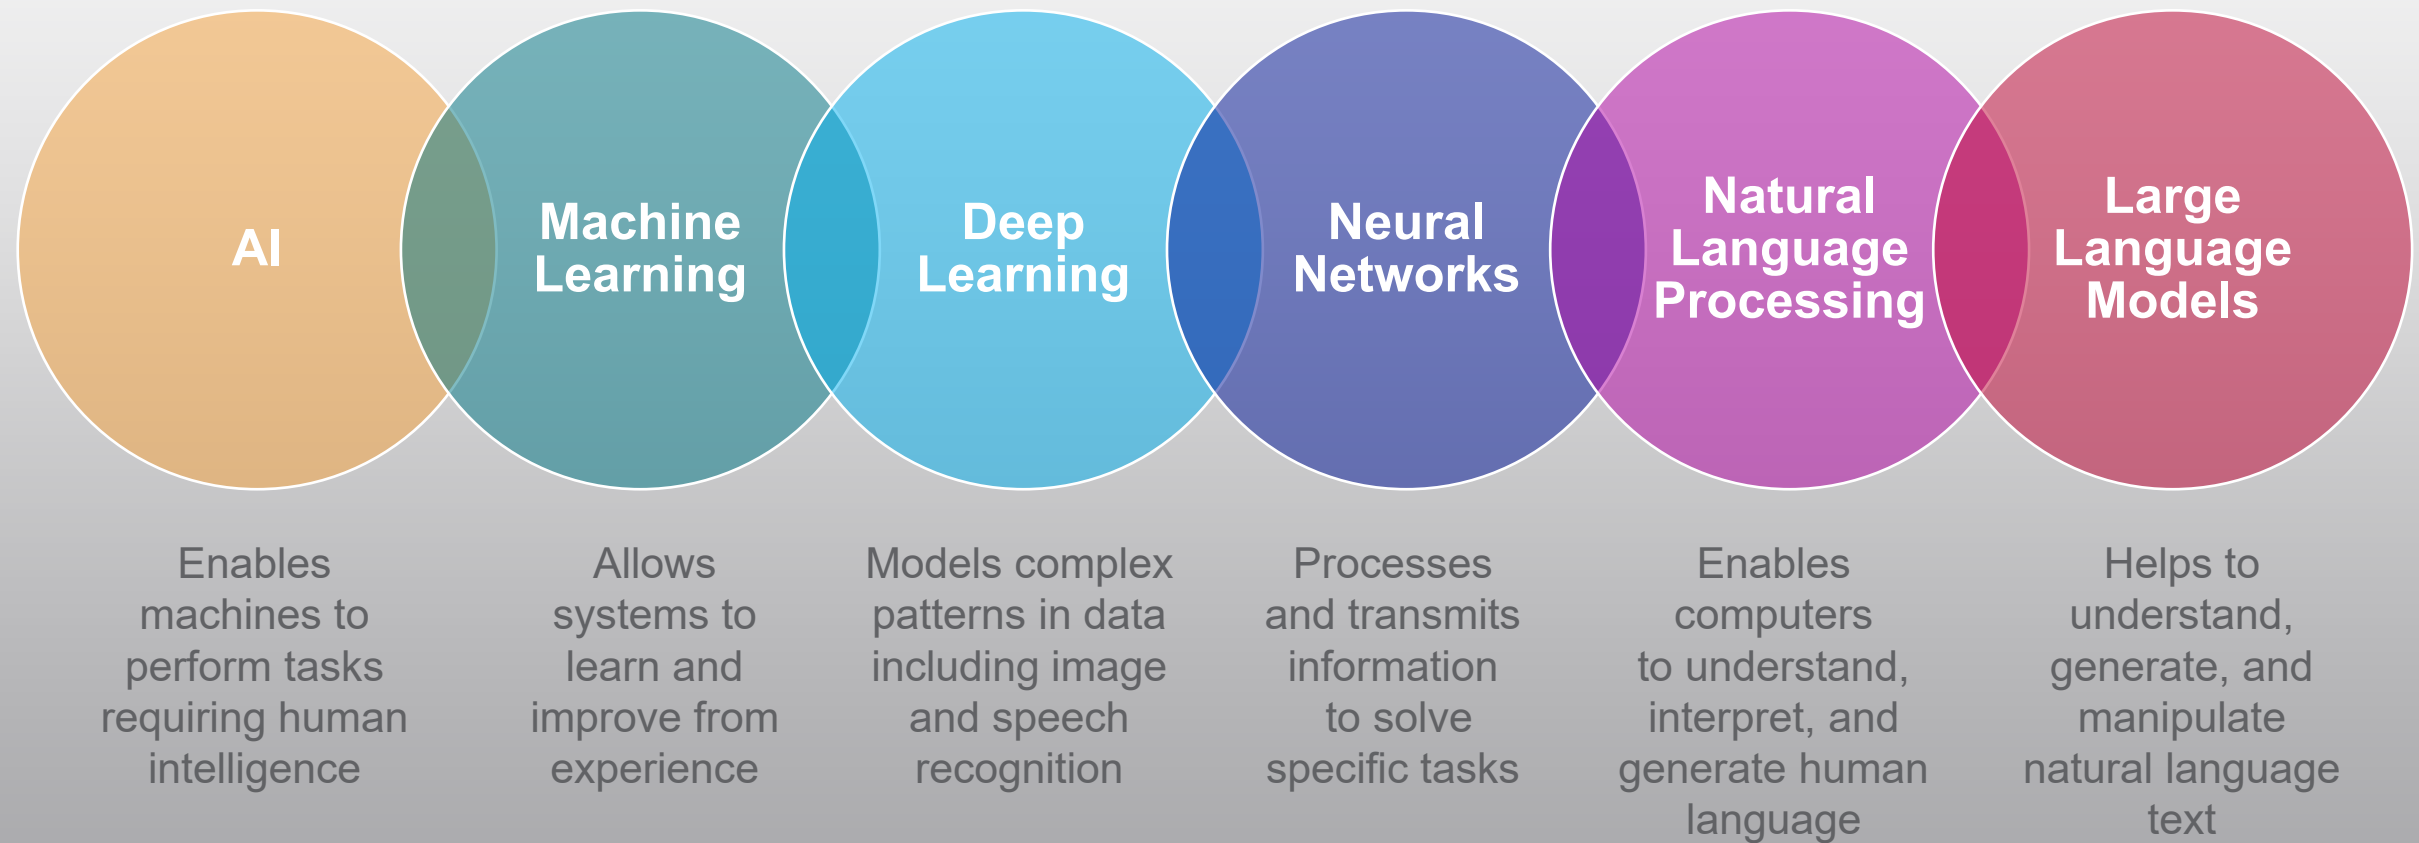 AI
Machine
Learning
Deep
Learning
Neural
Networks
Natural
Language
Processing
Large
Language
Models
Enables
machines to
perform tasks
requiring human
intelligence
Allows
systems to
learn and
improve from
experience
Models complex
patterns in data
including image
and speech
recognition
Processes
and transmits
information
to solve
specific tasks
Enables
computers
to understand,
interpret, and
generate human
language
Helps to
understand,
generate, and
manipulate
natural language
text